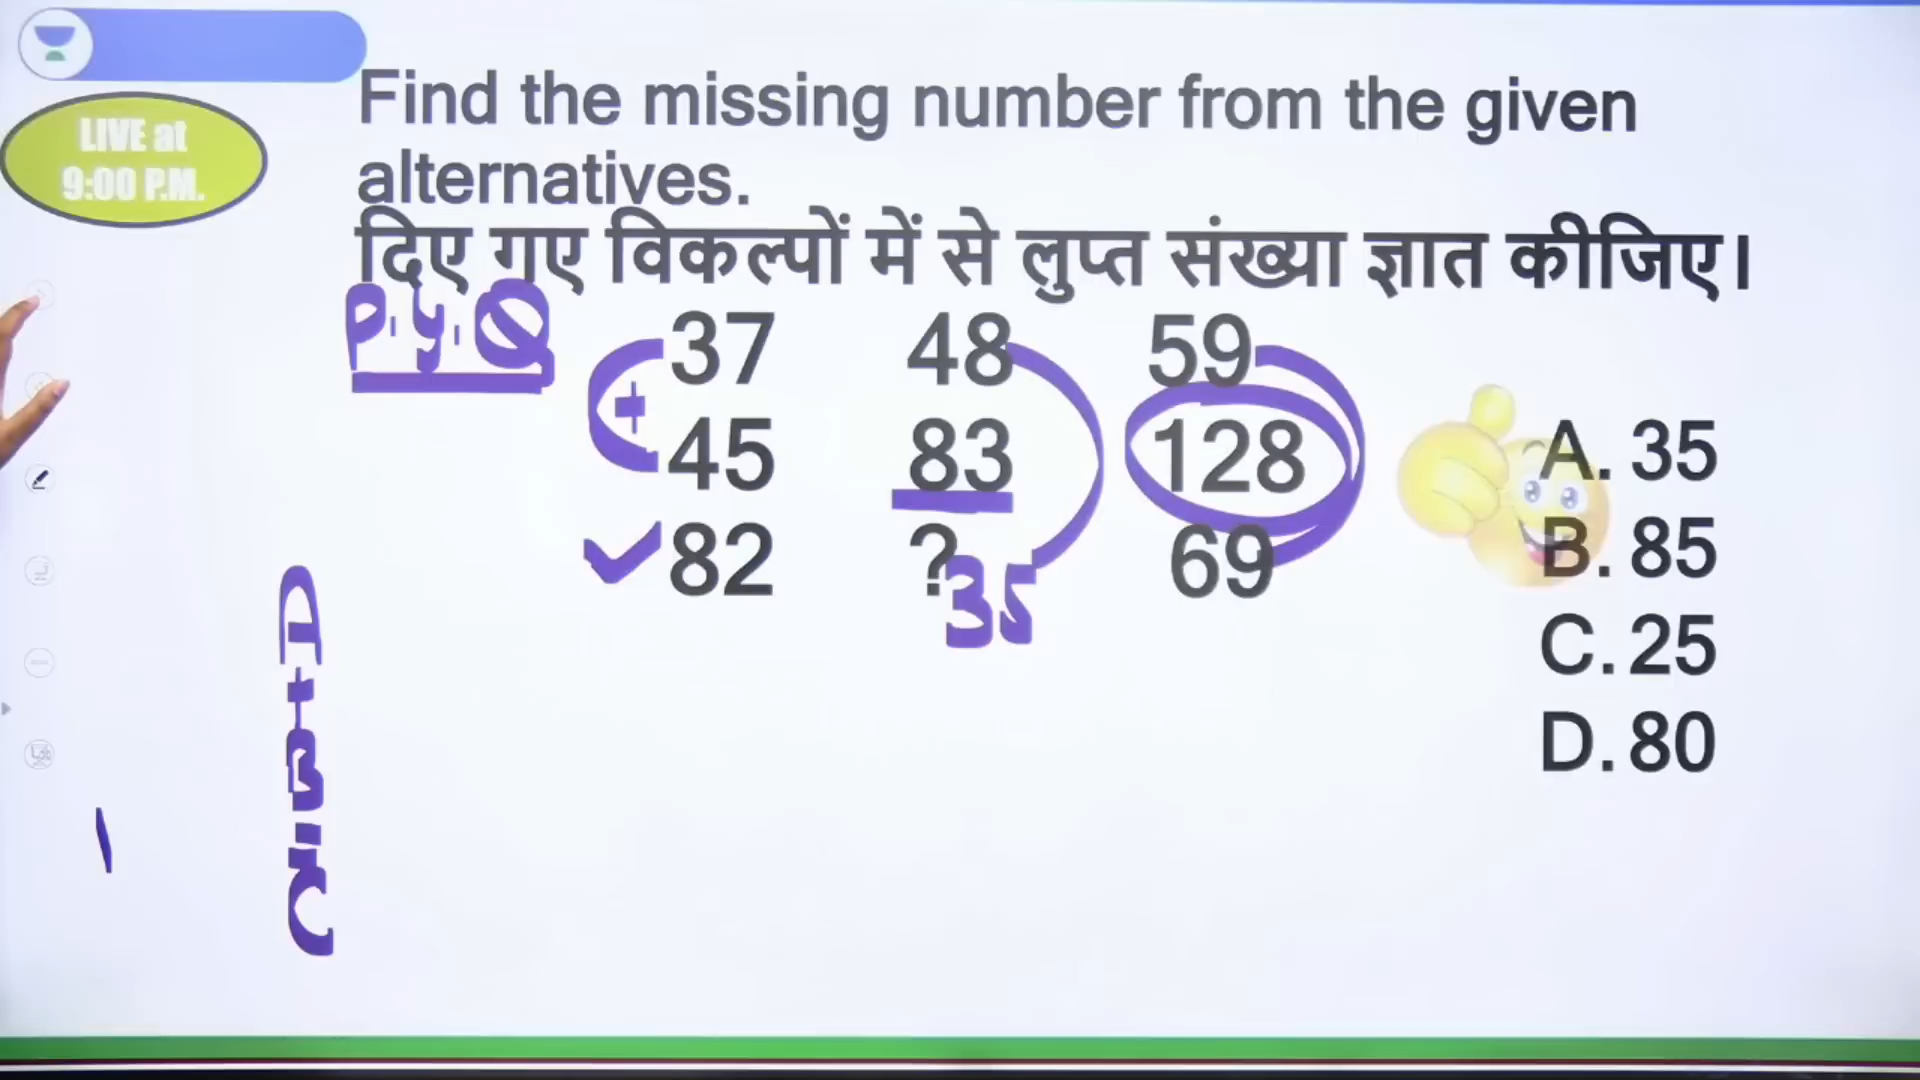 LIVE at
9:00 P.M.
Find the missing number from the given
alternatives.
दिए गए विकल्पों में से लुप्त संख्या ज्ञात कीजिए।
P.Y.Q
37 48 59
+
45 83 128
82 ? 69
35
A. 35
B. 85
C. 25
D. 80